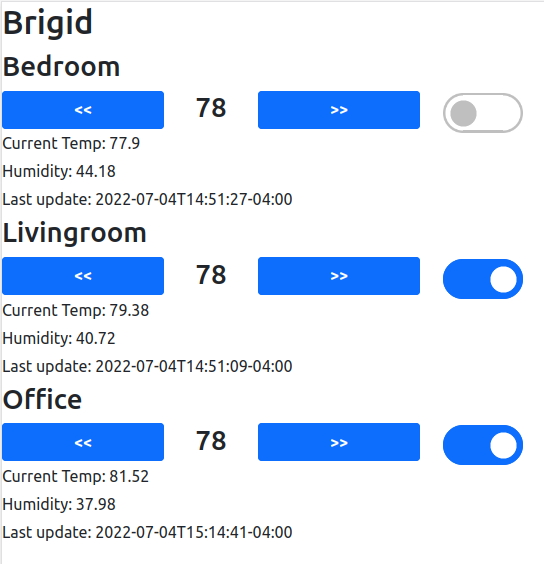 Brigid
Bedroom
<< 78 >>
Current Temp: 77.9
Humidity: 44.18
Last update: 2022-07-04T14:51:27-04:00
Livingroom
<< 78 >>
Current Temp: 79.38
Humidity: 40.72
Last update: 2022-07-04T14:51:09-04:00
Office
<< 78 >>
Current Temp: 81.52
Humidity: 37.98
Last update: 2022-07-04T15:14:41-04:00